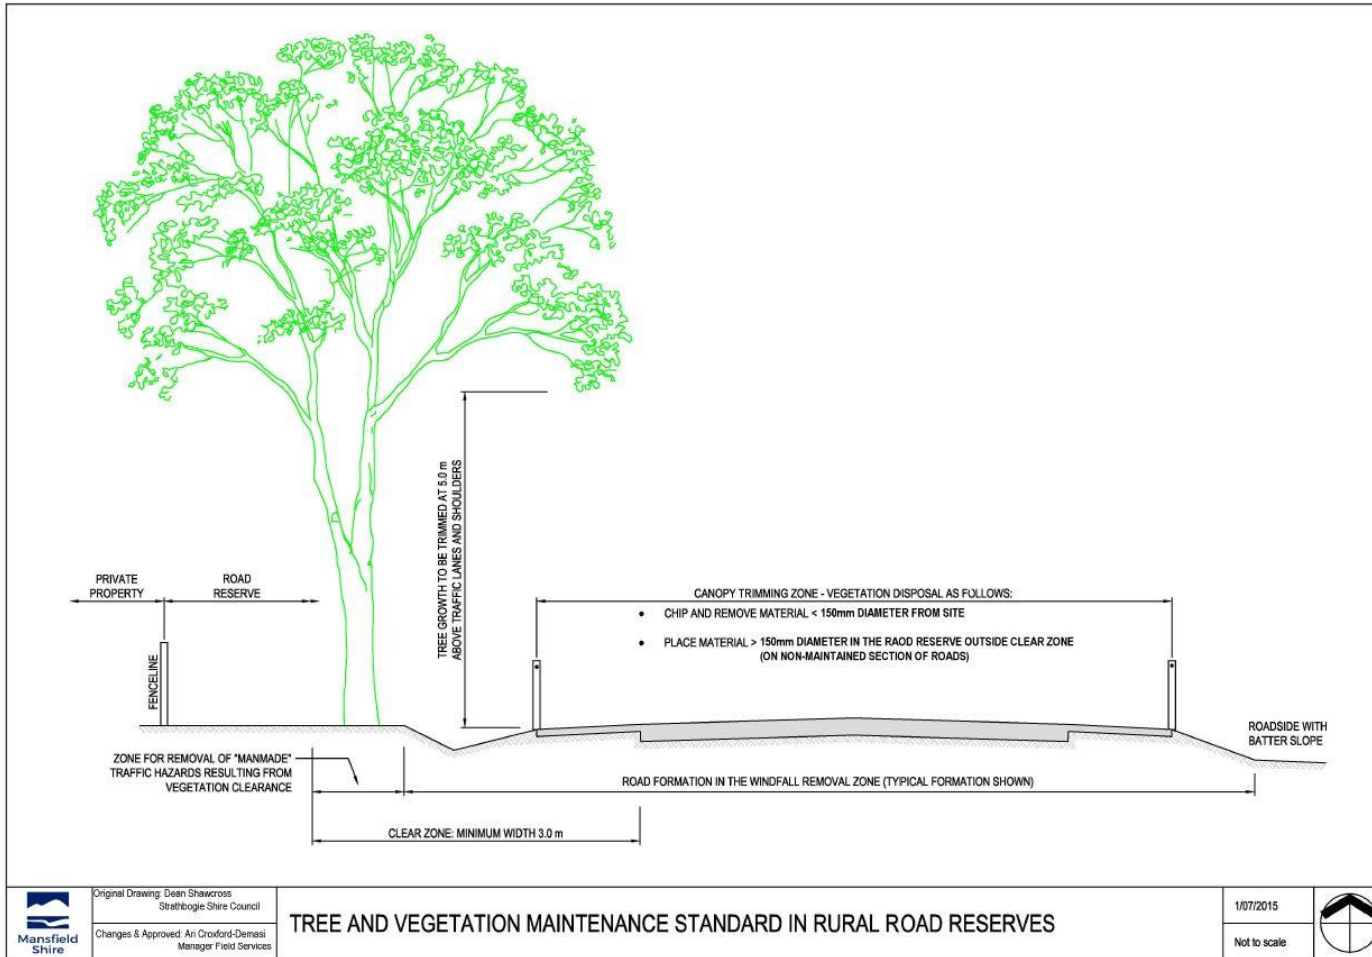 TREE GROWTH TO BE TRIMMED AT 5.0 m
ABOVE TRAFFIC LANES AND SHOULDERS
PRIVATE
PROPERTY
ROAD
RESERVE
FENCELINE
CANOPY TRIMMING ZONE - VEGETATION DISPOSAL AS FOLLOWS:
• CHIP AND REMOVE MATERIAL < 150mm DIAMETER FROM SITE
• PLACE MATERIAL > 150mm DIAMETER IN THE RAOD RESERVE OUTSIDE CLEAR ZONE
(ON NON-MAINTAINED SECTION OF ROADS)
ROADSIDE WITH
BATTER SLOPE
ZONE FOR REMOVAL OF "MANMADE"
TRAFFIC HAZARDS RESULTING FROM
VEGETATION CLEARANCE
ROAD FORMATION IN THE WINDFALL REMOVAL ZONE (TYPICAL FORMATION SHOWN)
CLEAR ZONE: MINIMUM WIDTH 3.0 m
Mansfield
Shire
Original Drawing: Dean Shawcross
Strathbogie Shire Council
Changes & Approved: Ari Croxford-Demasi
Manager Field Services
TREE AND VEGETATION MAINTENANCE STANDARD IN RURAL ROAD RESERVES
1/07/2015
Not to scale